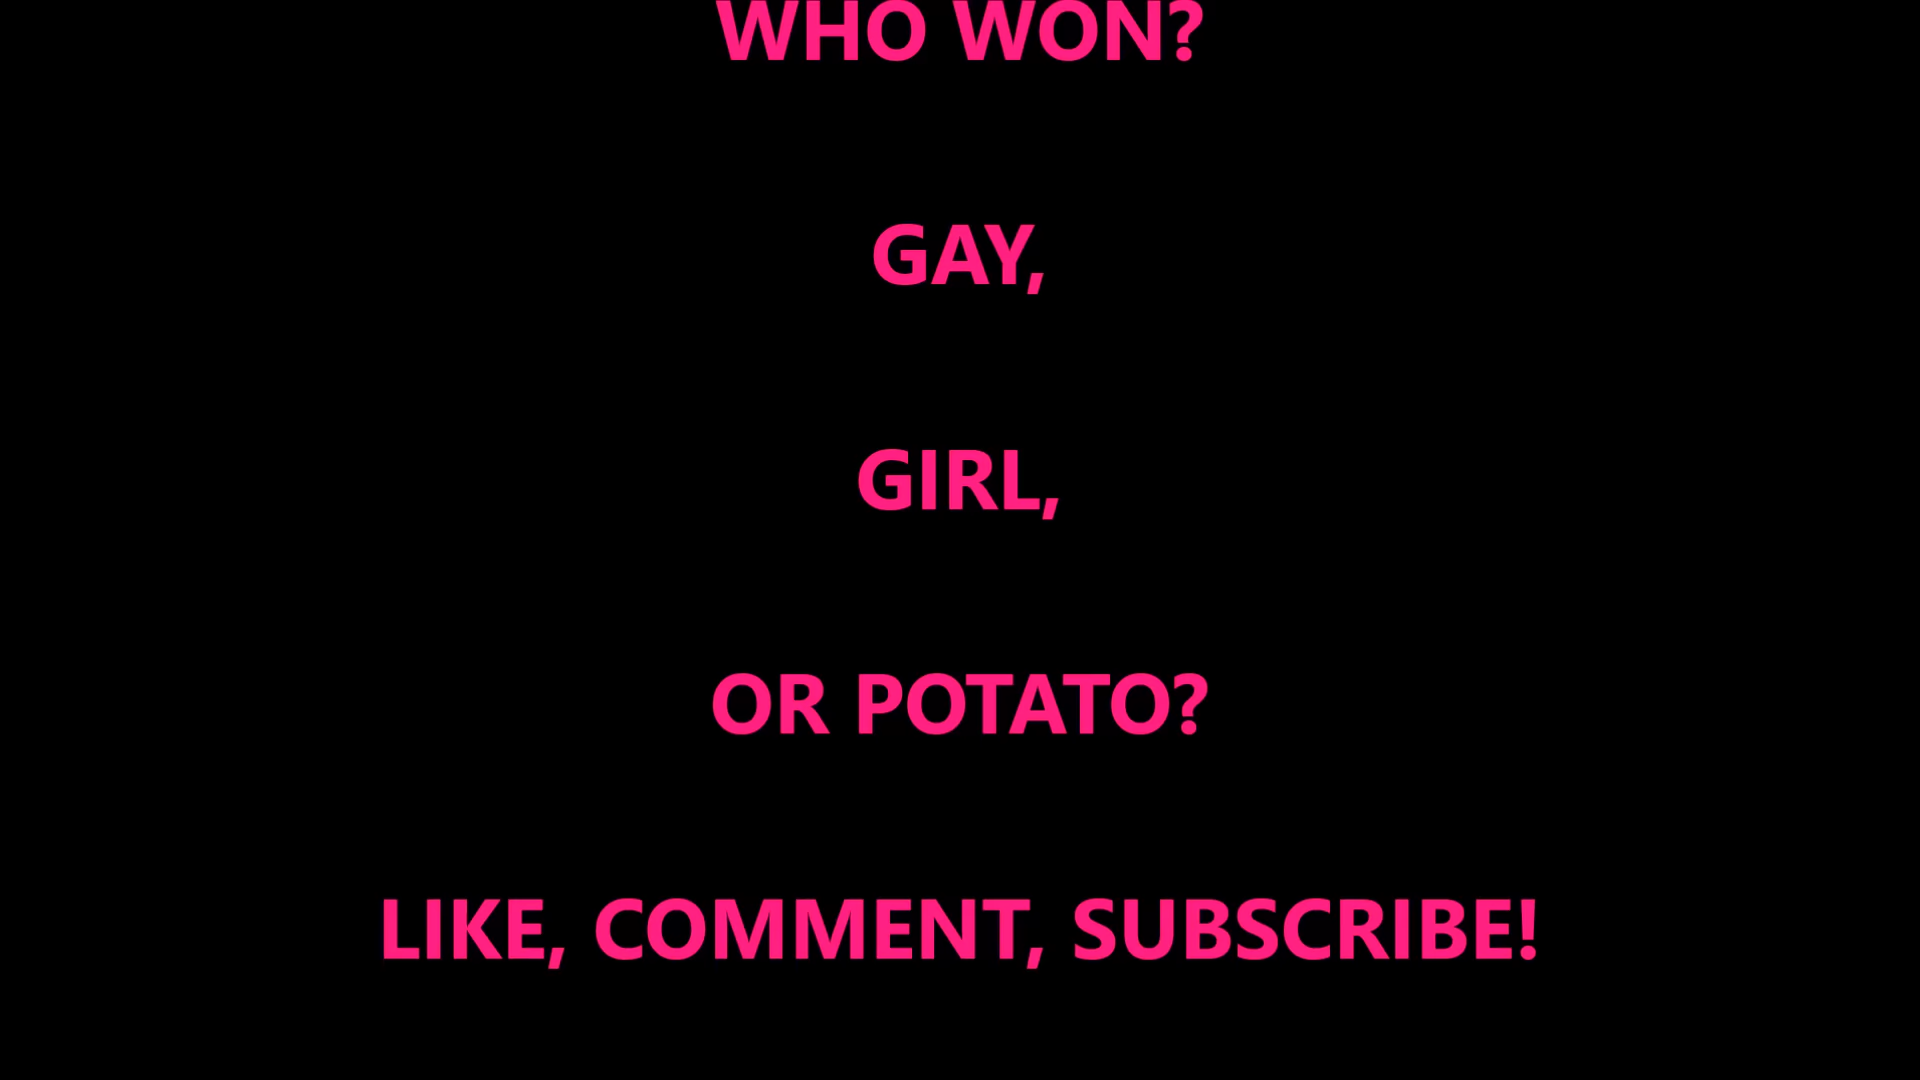 WHO WON?
GAY,
GIRL,
OR POTATO?
LIKE, COMMENT, SUBSCRIBE!